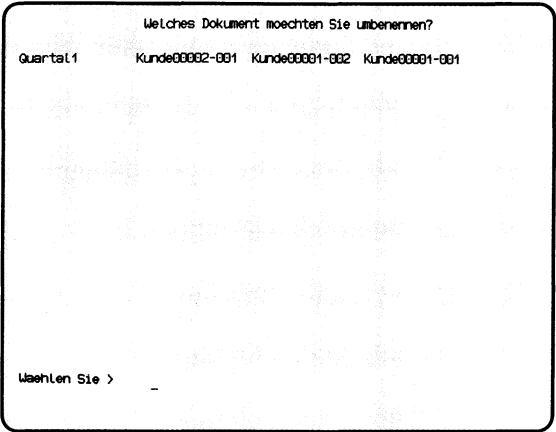 Welches Dokument moechten Sie umbenennen?
Quartal1 Kunde00002-001 Kunde00001-002 Kunde00001-001
Waehlen Sie > _